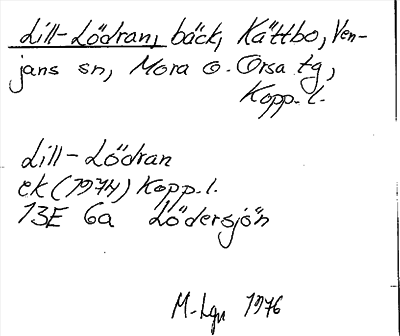 Lill-Lödran, bäck, Kättbo, Ven-
jans sn, Mora o. Orsa tg,
Kopp. l.
Lill-Lödran
ek (1974) Kopp. l.
13E 6a Lödersjön
M-Lgn 1976